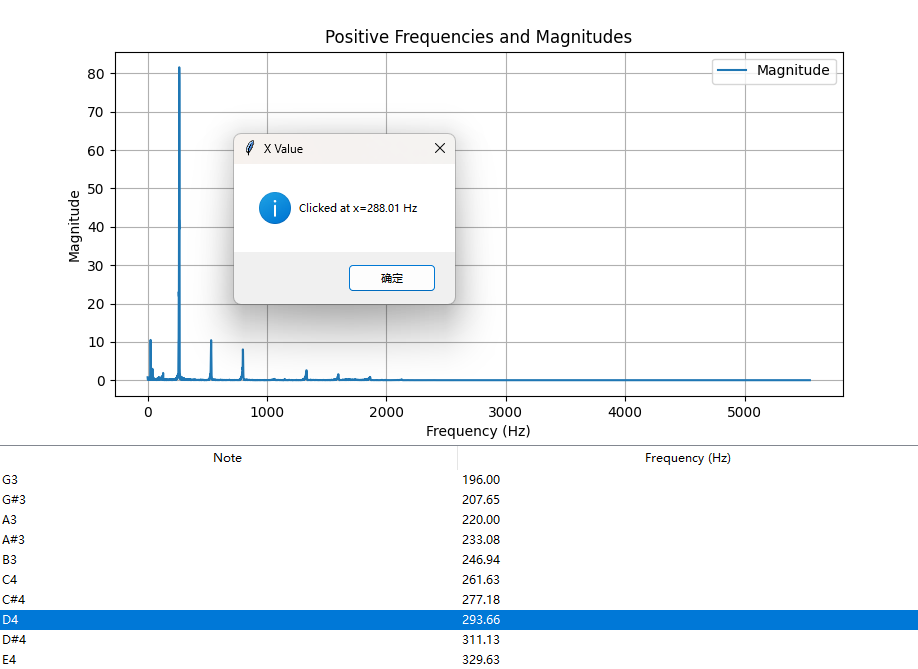 Positive Frequencies and Magnitudes
Magnitude
80
70
60
50
40
30
20
10
0
Magnitude
X Value
Clicked at x=288.01 Hz
确定
0 1000 2000 3000 4000 5000
Frequency (Hz)
Note Frequency (Hz)
G3 196.00
G#3 207.65
A3 220.00
A#3 233.08
B3 246.94
C4 261.63
C#4 277.18
D4 293.66
D#4 311.13
E4 329.63